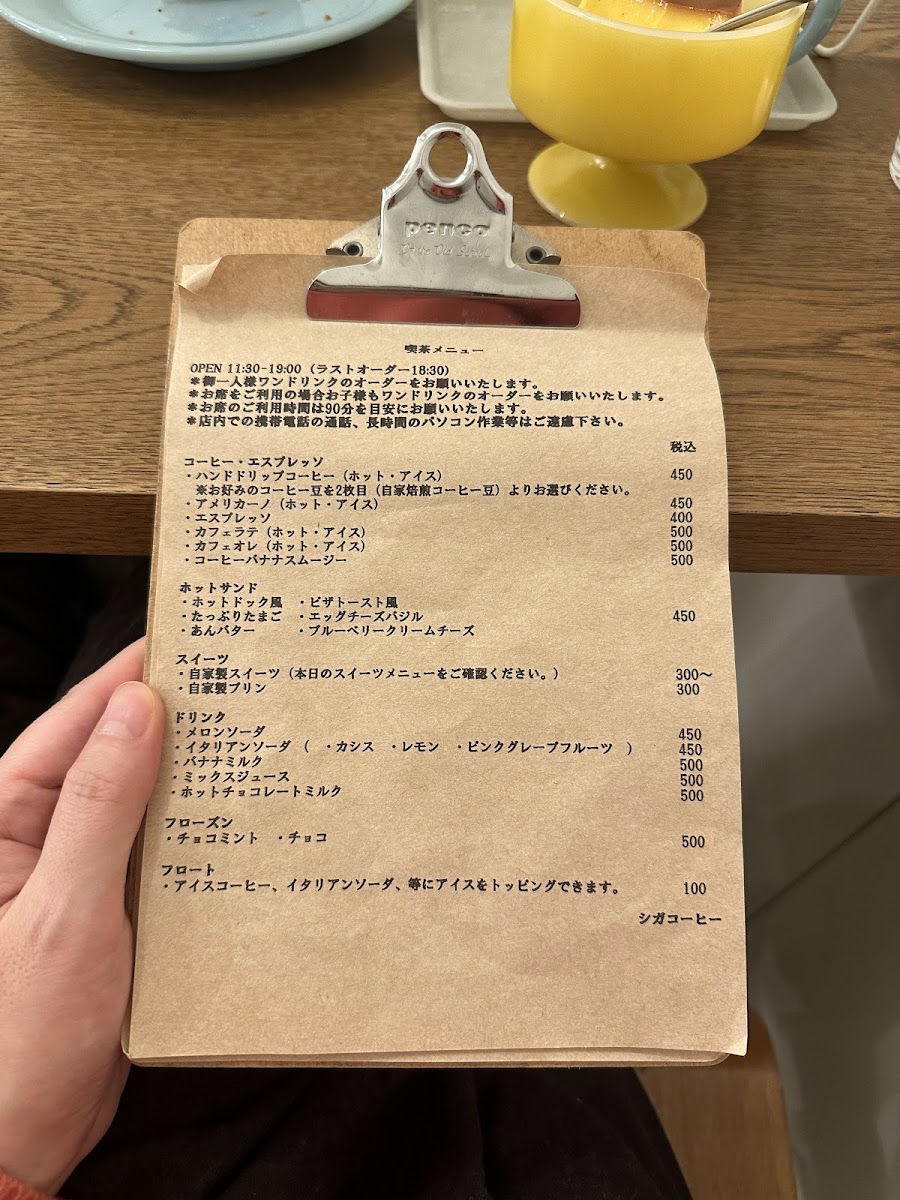 penco
喫茶メニュー
OPEN 11:30-19:00（ラストオーダー18:30）
＊御一人様ワンドリンクのオーダーをお願いいたします。
＊お席をご利用の場合お子様もワンドリンクのオーダーをお願いいたします。
＊お席のご利用時間は90分を目安にお願いいたします。
＊店内での携帯電話の通話、長時間のパソコン作業等はご遠慮下さい。
税込
コーヒー・エスプレッソ
・ハンドドリップコーヒー（ホット・アイス） 450
※お好みのコーヒー豆を2枚目（自家焙煎コーヒー豆）よりお選びください。
・アメリカーノ（ホット・アイス） 450
・エスプレッソ 400
・カフェラテ（ホット・アイス） 500
・カフェオレ（ホット・アイス） 500
・コーヒーバナナスムージー 500
ホットサンド
・ホットドック風 ・ピザトースト風
・たっぷりたまご ・エッグチーズバジル 450
・あんバター ・ブルーベリークリームチーズ
スイーツ
・自家製スイーツ（本日のスイーツメニューをご確認ください。） 300～
・自家製プリン 300
ドリンク
・メロンソーダ 450
・イタリアンソーダ （ ・カシス ・レモン ・ピンクグレープフルーツ ） 450
・バナナミルク 500
・ミックスジュース 500
・ホットチョコレートミルク 500
フローズン
・チョコミント ・チョコ 500
フロート
・アイスコーヒー、イタリアンソーダ、等にアイスをトッピングできます。 100
シガコーヒー